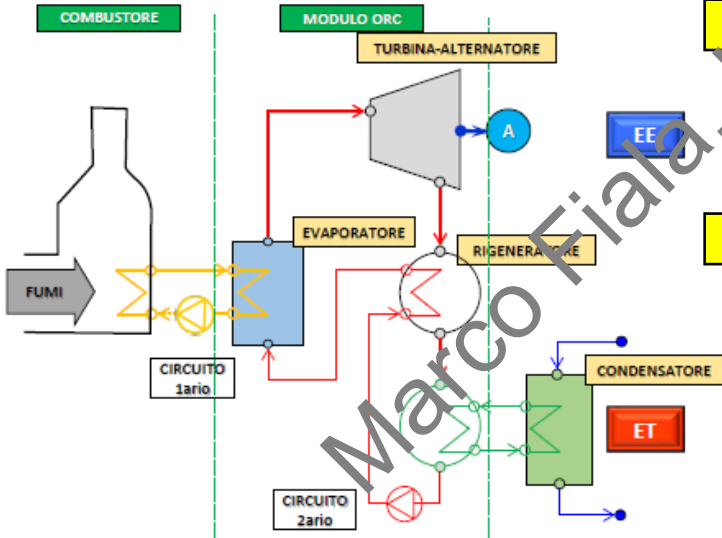 COMBUSTORE
MODULO ORC
TURBINA-ALTERNATORE
A
EE
EVAPORATORE
RIGENERATORE
FUMI
CIRCUITO
1ario
CONDENSATORE
ET
CIRCUITO
2ario
Marco Fiala,